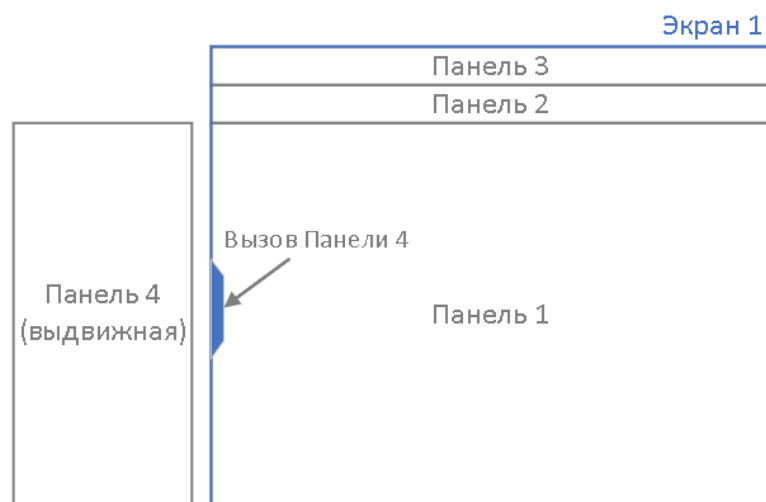 Экран 1
Панель 3
Панель 2
Вызов Панели 4
Панель 4
(выдвижная)
Панель 1